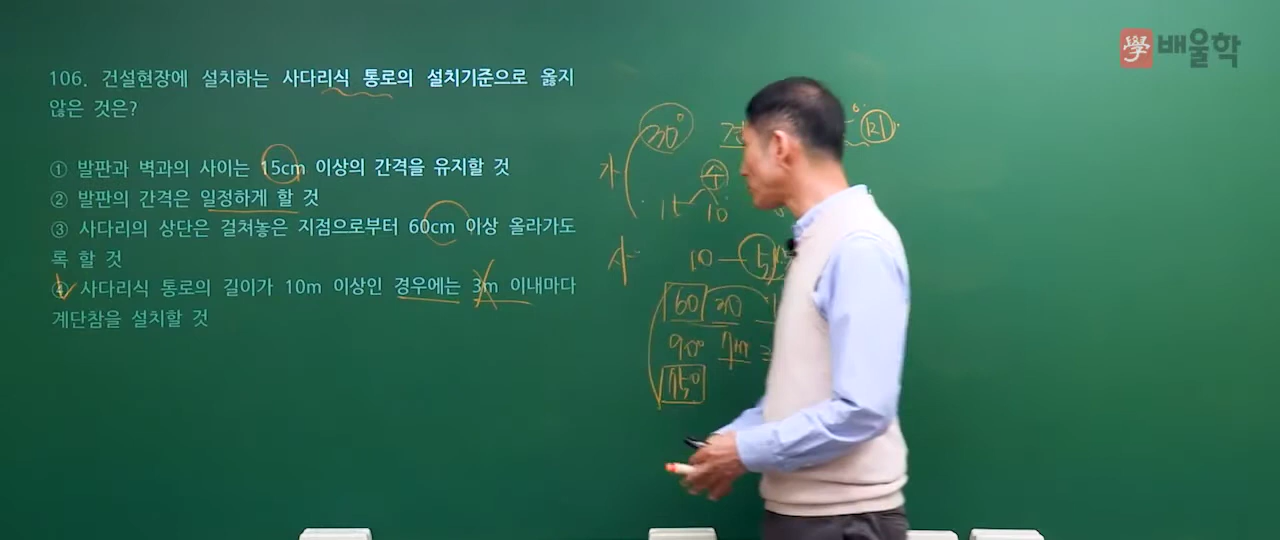 學 배울학
106. 건설현장에 설치하는 사다리식 통로의 설치기준으로 옳지
않은 것은?
① 발판과 벽과의 사이는 15cm 이상의 간격을 유지할 것
② 발판의 간격은 일정하게 할 것
③ 사다리의 상단은 걸쳐놓은 지점으로부터 60cm 이상 올라가도
록 할 것
④ 사다리식 통로의 길이가 10m 이상인 경우에는 3m 이내마다
계단참을 설치할 것
30°
가
수
15 10
사 10 5
60 30
90° 7m
75°